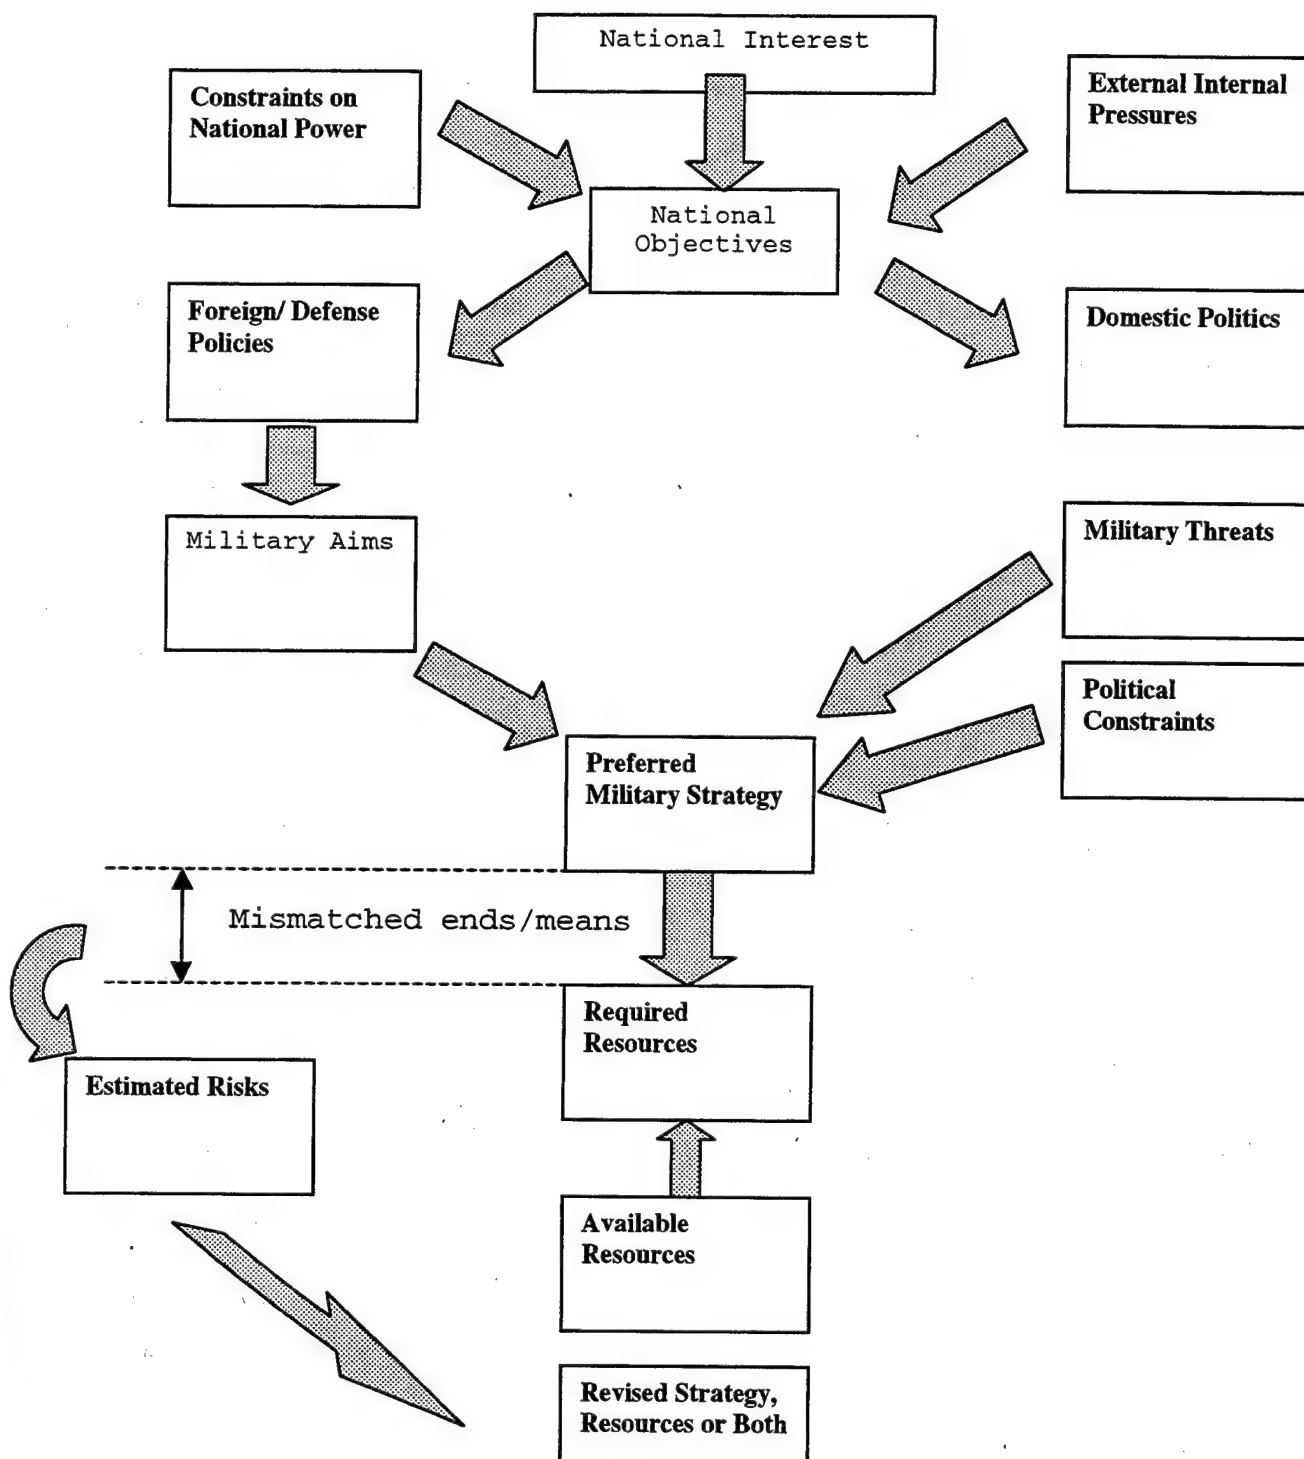 National Interest
Constraints on
National Power
External Internal
Pressures
National
Objectives
Foreign/ Defense
Policies
Domestic Politics
Military Aims
Military Threats
Political
Constraints
Preferred
Military Strategy
Mismatched ends/means
Required
Resources
Estimated Risks
Available
Resources
Revised Strategy,
Resources or Both